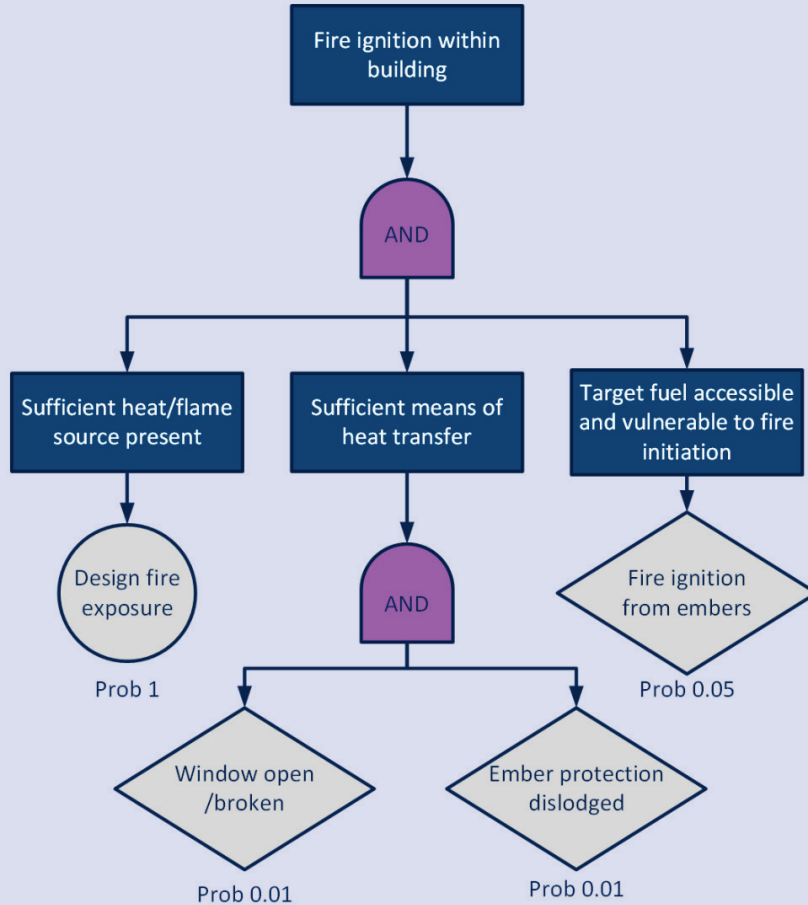 Fire ignition within
building
AND
Sufficient heat/flame
source present
Sufficient means of
heat transfer
Target fuel accessible
and vulnerable to fire
initiation
Design fire
exposure
Prob 1
AND
Fire ignition
from embers
Prob 0.05
Window open
/broken
Prob 0.01
Ember protection
dislodged
Prob 0.01